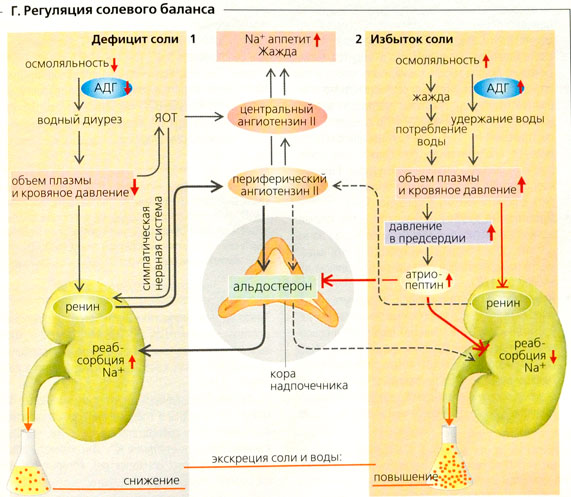 Г. Регуляция солевого баланса
Дефицит соли 1
осмоляльность
АДГ
водный диурез
ЯОТ
объем плазмы
и кровяное давление
симпатическая
нервная система
ренин
реаб-
сорбция
Na⁺
снижение
Na⁺ аппетит
Жажда
центральный
ангиотензин II
периферический
ангиотензин II
альдостерон
кора
надпочечника
экскреция соли и воды:
2 Избыток соли
осмоляльность
АДГ
жажда
удержание воды
потребление
воды
объем плазмы
и кровяное давление
давление
в предсердии
атрио-
пептин
ренин
реаб-
сорбция
Na⁺
повышение